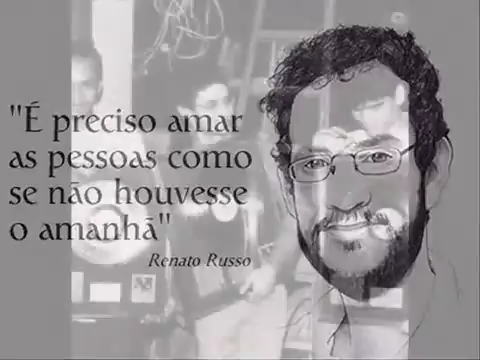 "É preciso amar
as pessoas como
se não houvesse
o amanhã"
Renato Russo